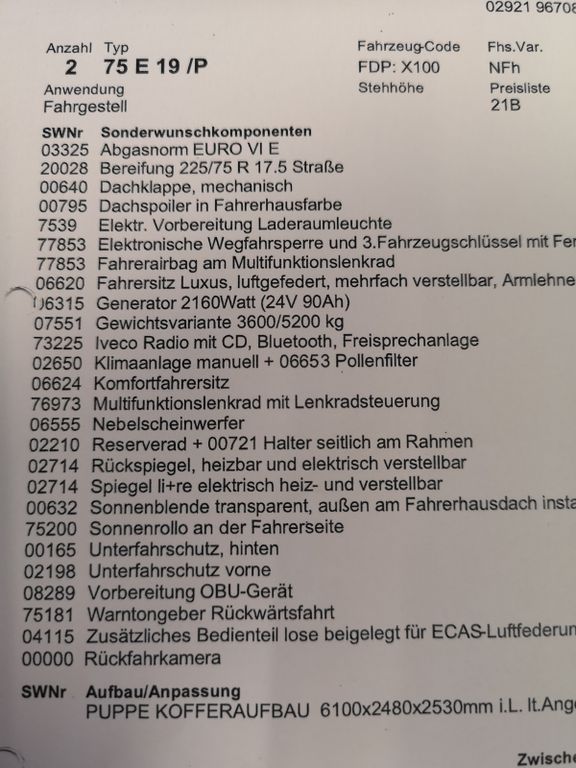 02921 96708
Anzahl Typ Fahrzeug-Code Fhs.Var.
2 75 E 19 /P FDP: X100 NFh
Anwendung Stehhöhe Preisliste
Fahrgestell 21B
SWNr Sonderwunschkomponenten
03325 Abgasnorm EURO VI E
20028 Bereifung 225/75 R 17.5 Straße
00640 Dachklappe, mechanisch
00795 Dachspoiler in Fahrerhausfarbe
7539 Elektr. Vorbereitung Laderaumleuchte
77853 Elektronische Wegfahrsperre und 3.Fahrzeugschlüssel mit Fer
77853 Fahrerairbag am Multifunktionslenkrad
06620 Fahrersitz Luxus, luftgefedert, mehrfach verstellbar, Armlehne
06315 Generator 2160Watt (24V 90Ah)
07551 Gewichtsvariante 3600/5200 kg
73225 Iveco Radio mit CD, Bluetooth, Freisprechanlage
02650 Klimaanlage manuell + 06653 Pollenfilter
06624 Komfortfahrersitz
76973 Multifunktionslenkrad mit Lenkradsteuerung
06555 Nebelscheinwerfer
02210 Reserverad + 00721 Halter seitlich am Rahmen
02714 Rückspiegel, heizbar und elektrisch verstellbar
02714 Spiegel li+re elektrisch heiz- und verstellbar
00632 Sonnenblende transparent, außen am Fahrerhausdach insta
75200 Sonnenrollo an der Fahrerseite
00165 Unterfahrschutz, hinten
02198 Unterfahrschutz vorne
08289 Vorbereitung OBU-Gerät
75181 Warntongeber Rückwärtsfahrt
04115 Zusätzliches Bedienteil lose beigelegt für ECAS-Luftfederun
00000 Rückfahrkamera
SWNr Aufbau/Anpassung
PUPPE KOFFERAUFBAU 6100x2480x2530mm i.L. lt.Ange
Zwische